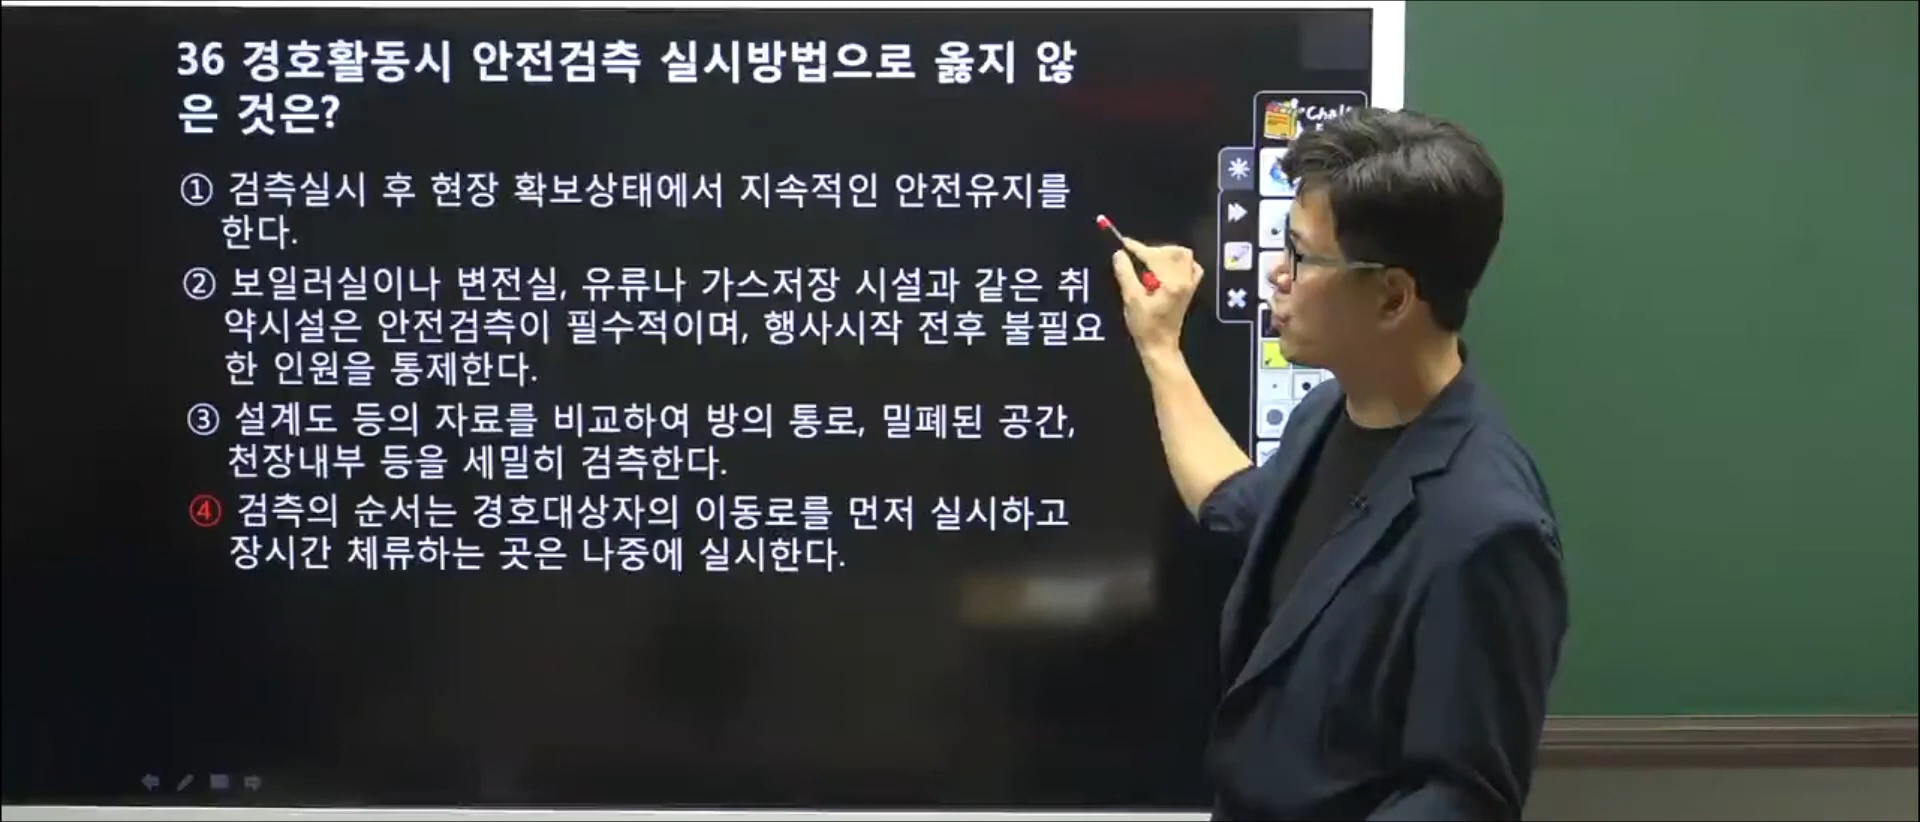 36 경호활동시 안전검측 실시방법으로 옳지 않
은 것은?
① 검측실시 후 현장 확보상태에서 지속적인 안전유지를
한다.
② 보일러실이나 변전실, 유류나 가스저장 시설과 같은 취
약시설은 안전검측이 필수적이며, 행사시작 전후 불필요
한 인원을 통제한다.
③ 설계도 등의 자료를 비교하여 방의 통로, 밀폐된 공간,
천장내부 등을 세밀히 검측한다.
④ 검측의 순서는 경호대상자의 이동로를 먼저 실시하고
장시간 체류하는 곳은 나중에 실시한다.